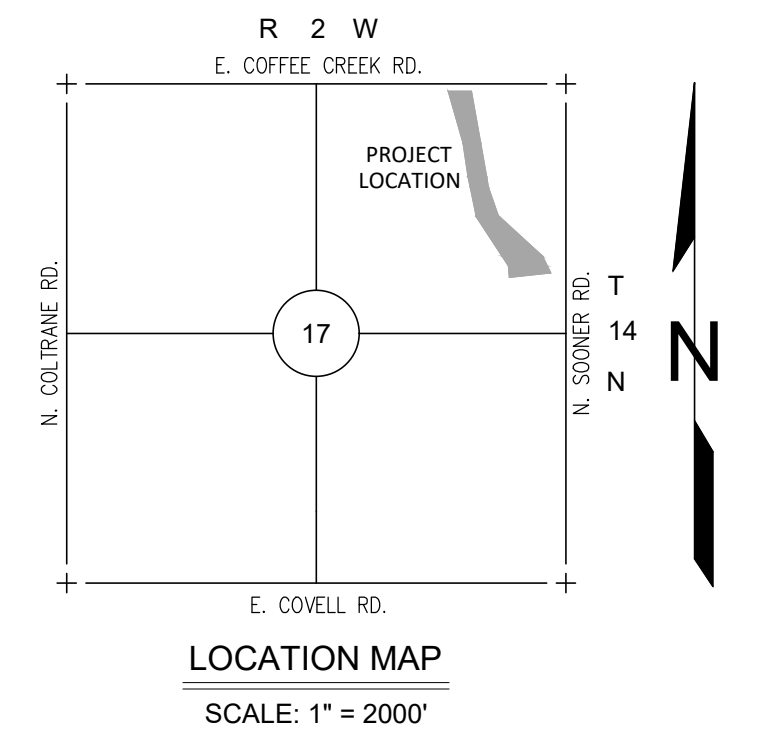 R 2 W
E. COFFEE CREEK RD.
PROJECT
LOCATION
N. COLTRANE RD.
17
N. SOONER RD.
T
14
N
N
E. COVELL RD.
LOCATION MAP
SCALE: 1" = 2000'